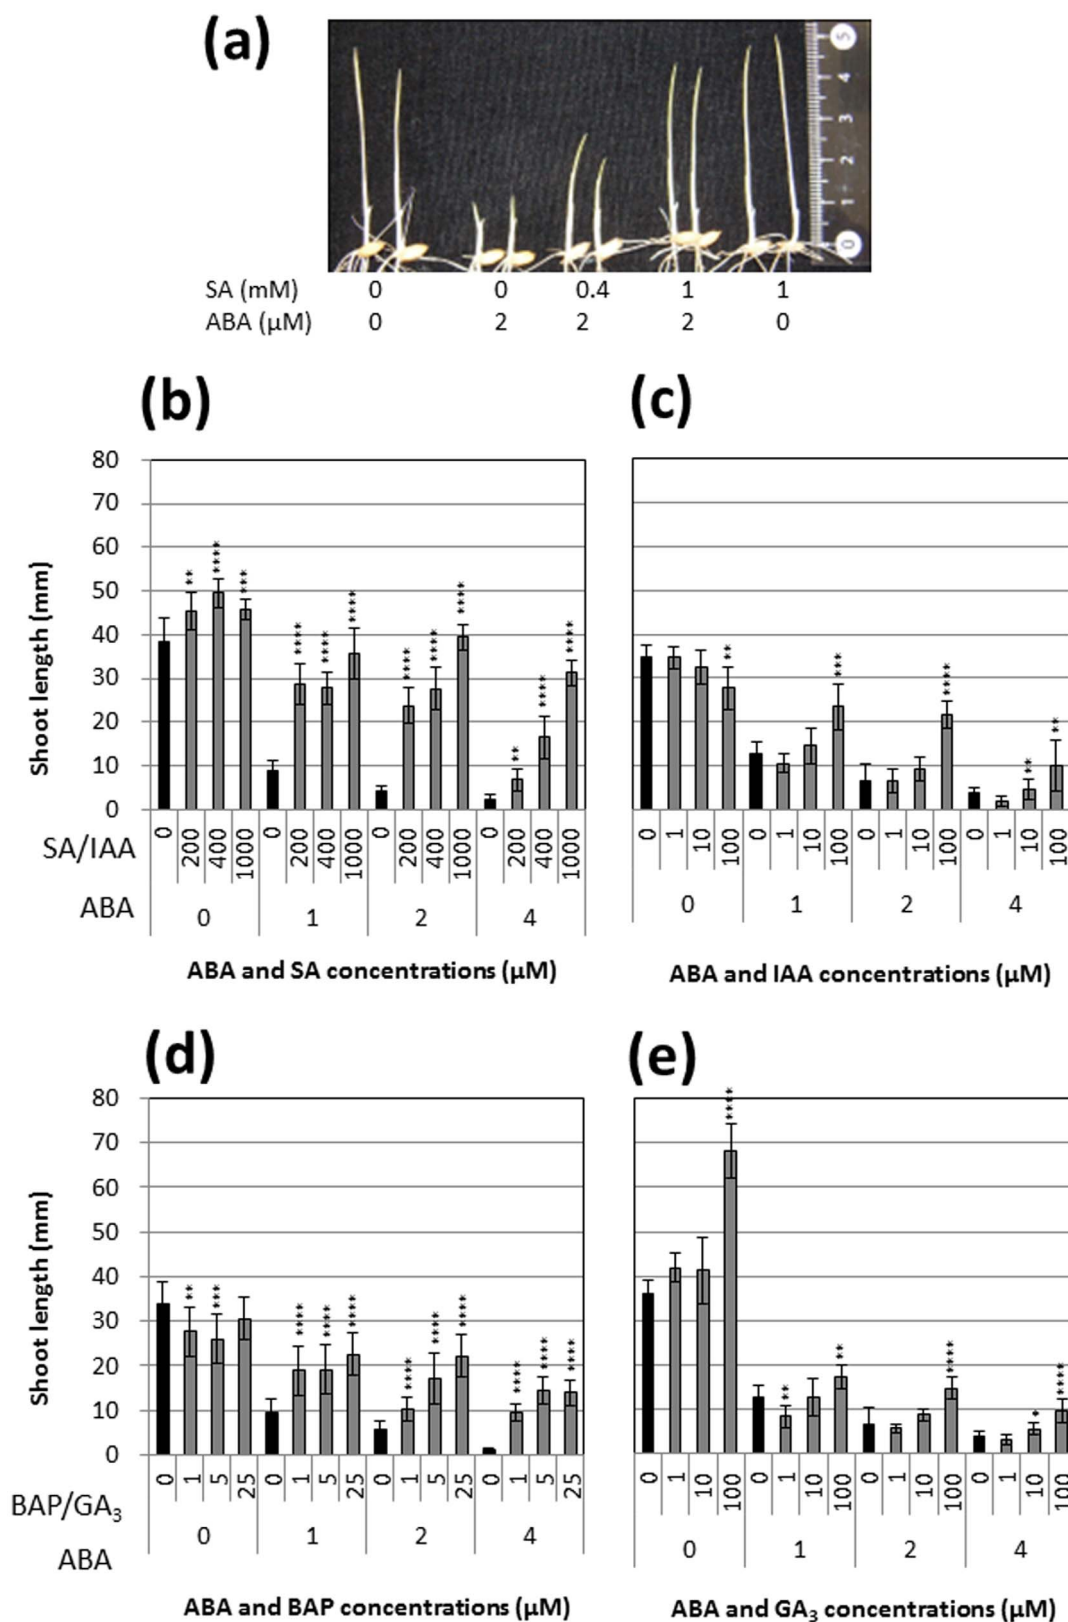 (a)
5
4
3
2
1
0
SA (mM) 0 0 0.4 1 1
ABA (μM) 0 2 2 2 0
(b)
(c)
80
70
60
50
40
30
20
10
0
Shoot length (mm)
** **** ***
**** **** ****
**** **** ****
** **** ****
**
***
****
** **
SA/IAA
0 200 400 1000 0 200 400 1000 0 200 400 1000 0 200 400 1000
0 1 10 100 0 1 10 100 0 1 10 100 0 1 10 100
ABA
0 1 2 4
0 1 2 4
ABA and SA concentrations (μM)
ABA and IAA concentrations (μM)
(d)
(e)
80
70
60
50
40
30
20
10
0
Shoot length (mm)
** ***
**** **** ****
**** **** ****
**** **** ****
****
** **
****
* ****
BAP/GA₃
0 1 5 25 0 1 5 25 0 1 5 25 0 1 5 25
0 1 10 100 0 1 10 100 0 1 10 100 0 1 10 100
ABA
0 1 2 4
0 1 2 4
ABA and BAP concentrations (μM)
ABA and GA₃ concentrations (μM)